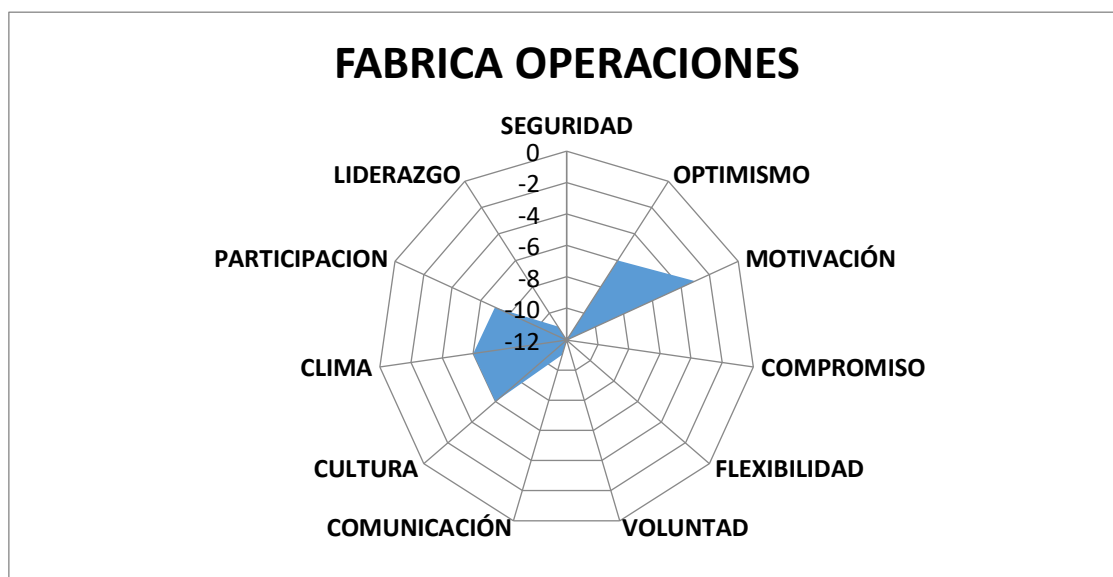 FABRICA OPERACIONES
SEGURIDAD
OPTIMISMO
MOTIVACIÓN
COMPROMISO
FLEXIBILIDAD
VOLUNTAD
COMUNICACIÓN
CULTURA
CLIMA
PARTICIPACION
LIDERAZGO
0
-2
-4
-6
-8
-10
-12